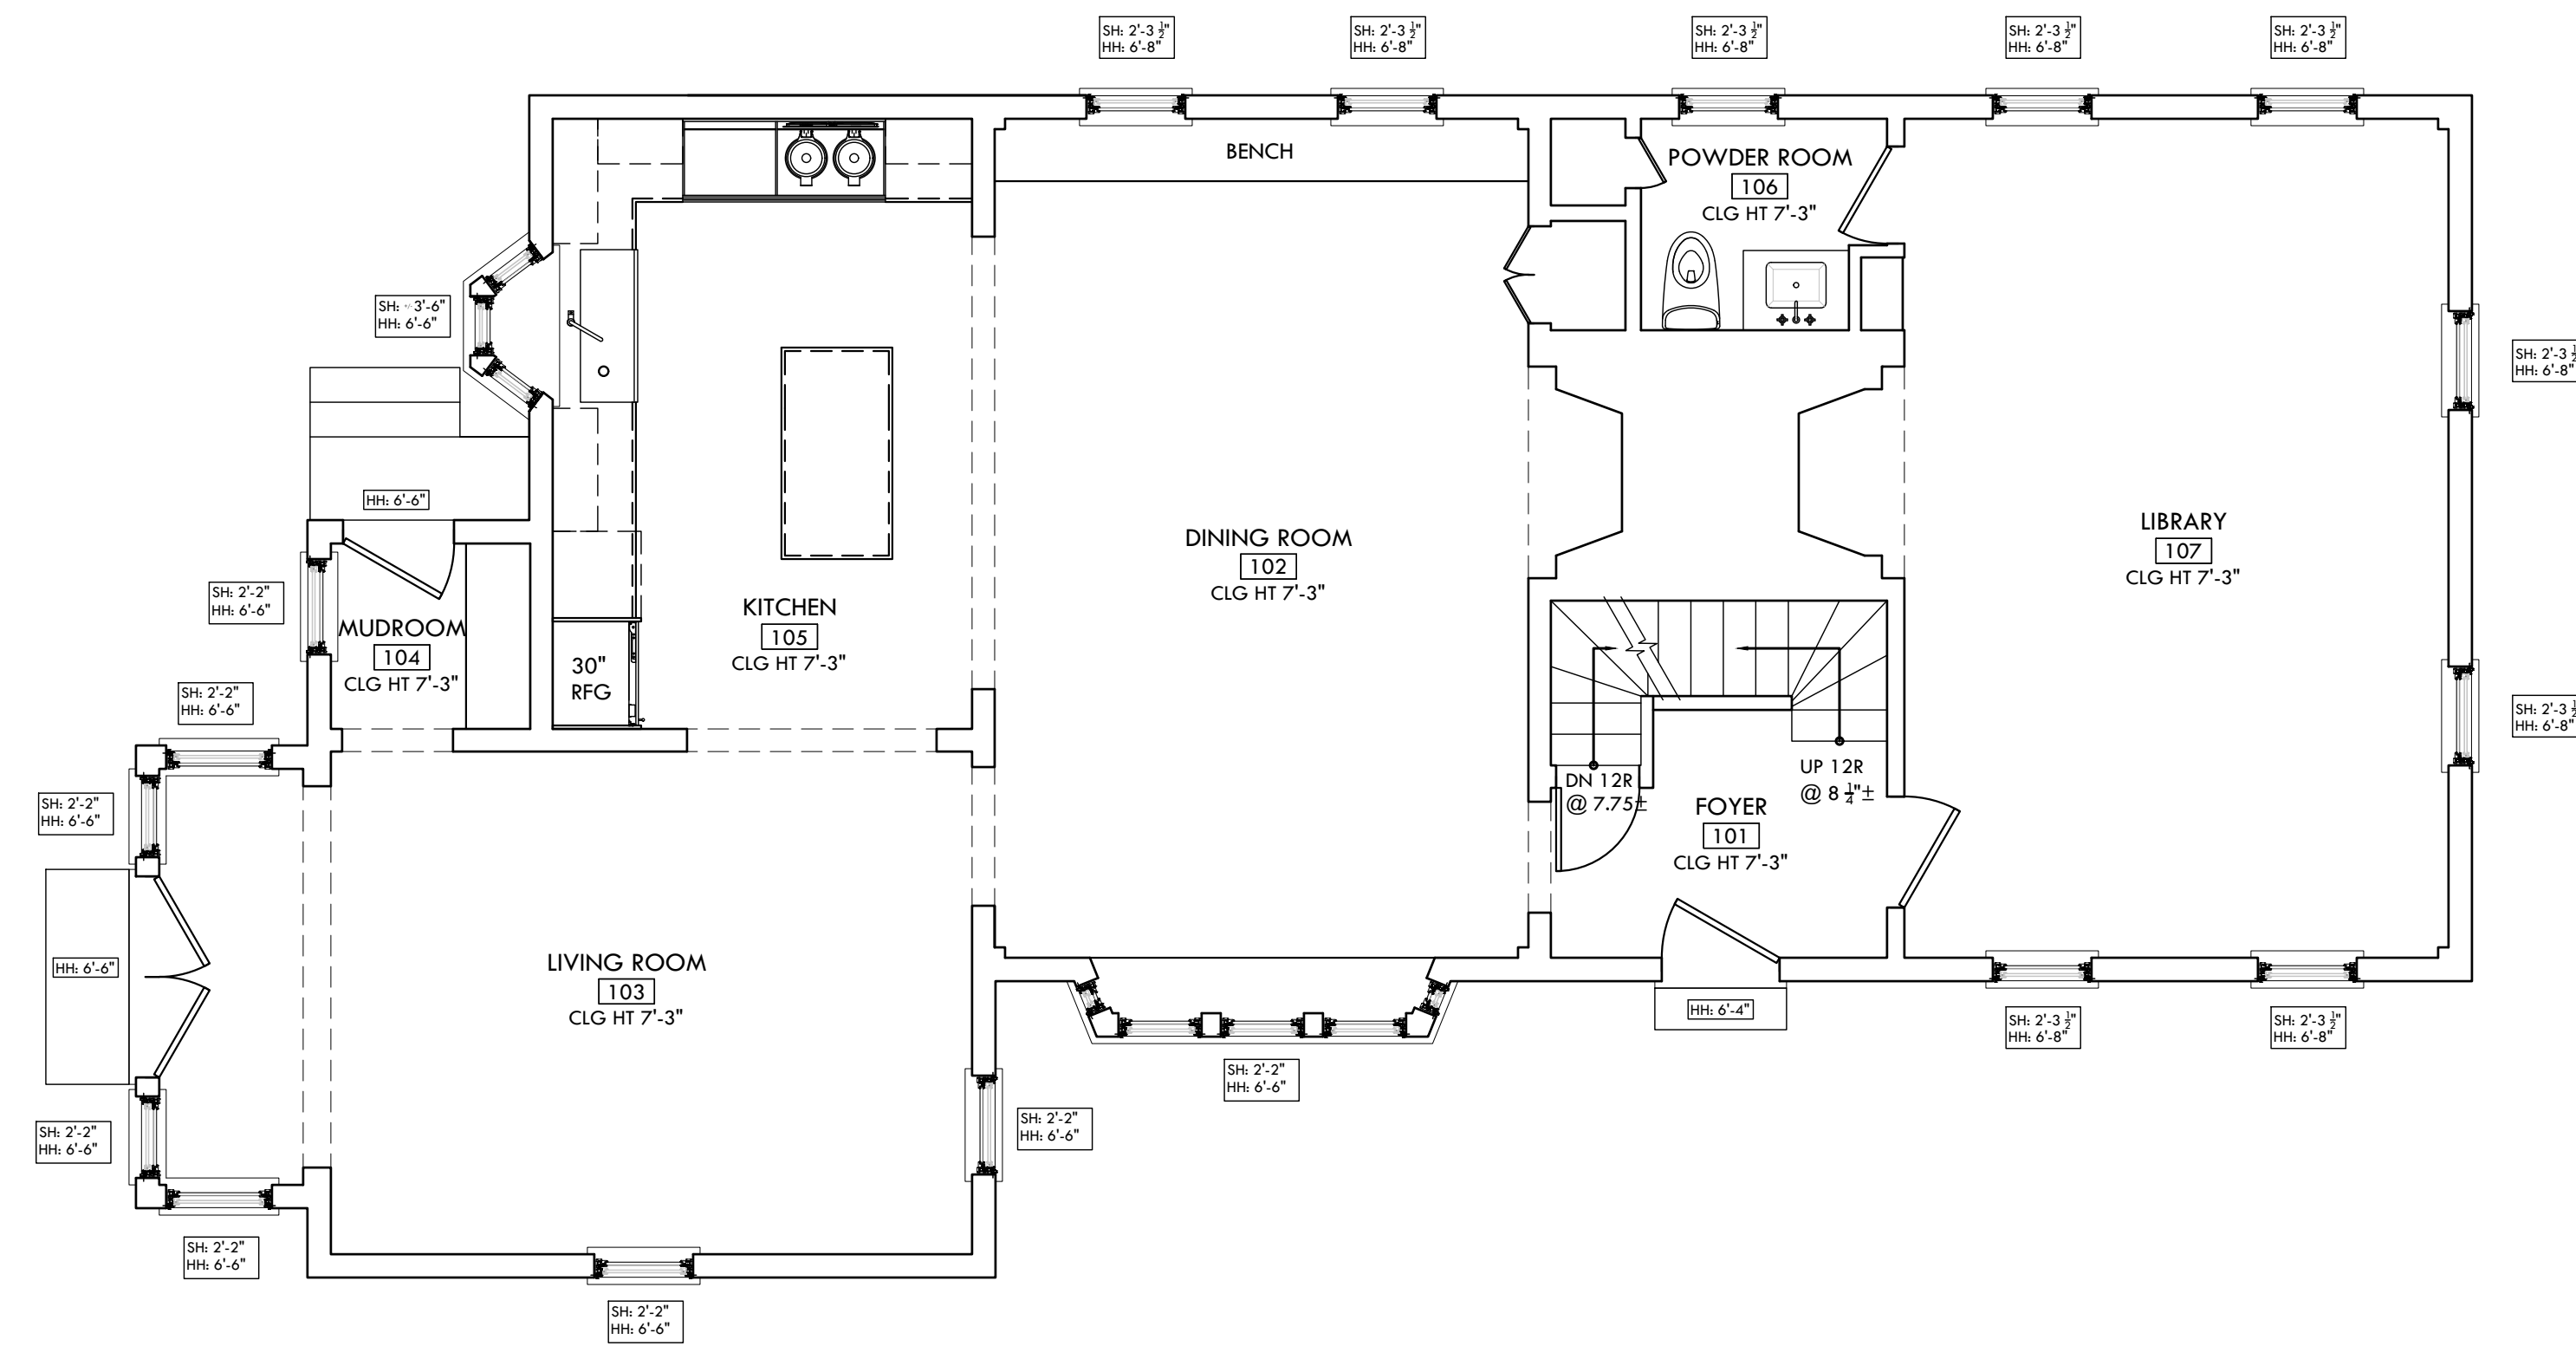 SH: 2'-3 1/2"
HH: 6'-8"
SH: 2'-3 1/2"
HH: 6'-8"
SH: 2'-3 1/2"
HH: 6'-8"
SH: 2'-3 1/2"
HH: 6'-8"
SH: 2'-3 1/2"
HH: 6'-8"
BENCH
POWDER ROOM
106
CLG HT 7'-3"
SH: +/- 3'-6"
HH: 6'-6"
SH: 2'-3 1/2
HH: 6'-8"
HH: 6'-6"
LIBRARY
107
CLG HT 7'-3"
DINING ROOM
102
CLG HT 7'-3"
SH: 2'-2"
HH: 6'-6"
MUDROOM
104
CLG HT 7'-3"
KITCHEN
105
CLG HT 7'-3"
30"
RFG
SH: 2'-2"
HH: 6'-6"
SH: 2'-3 1/2
HH: 6'-8"
DN 12R
@ 7.75±
UP 12R
@ 8 1/4"±
SH: 2'-2"
HH: 6'-6"
FOYER
101
CLG HT 7'-3"
HH: 6'-6"
LIVING ROOM
103
CLG HT 7'-3"
HH: 6'-4"
SH: 2'-3 1/2"
HH: 6'-8"
SH: 2'-3 1/2"
HH: 6'-8"
SH: 2'-2"
HH: 6'-6"
SH: 2'-2"
HH: 6'-6"
SH: 2'-2"
HH: 6'-6"
SH: 2'-2"
HH: 6'-6"
SH: 2'-2"
HH: 6'-6"